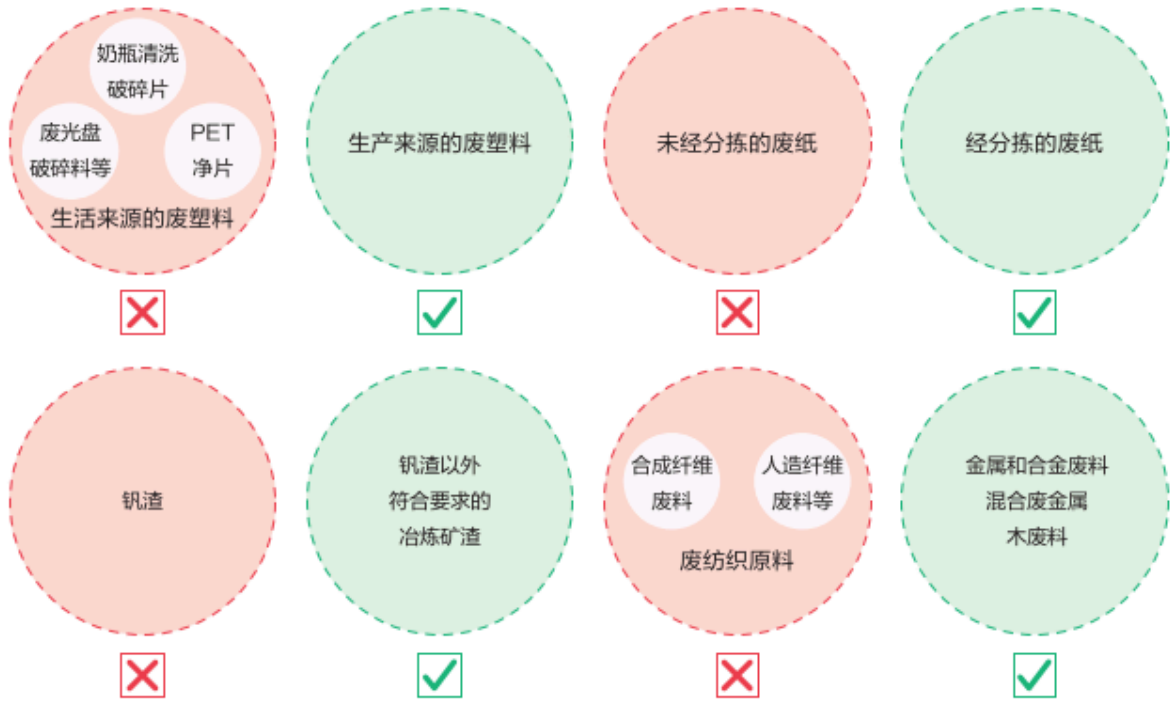 奶瓶清洗
破碎片
废光盘
破碎料等
PET
净片
生活来源的废塑料
生产来源的废塑料
未经分拣的废纸
经分拣的废纸
钒渣
钒渣以外
符合要求的
冶炼矿渣
合成纤维
废料
人造纤维
废料等
废纺织原料
金属和合金废料
混合废金属
木废料